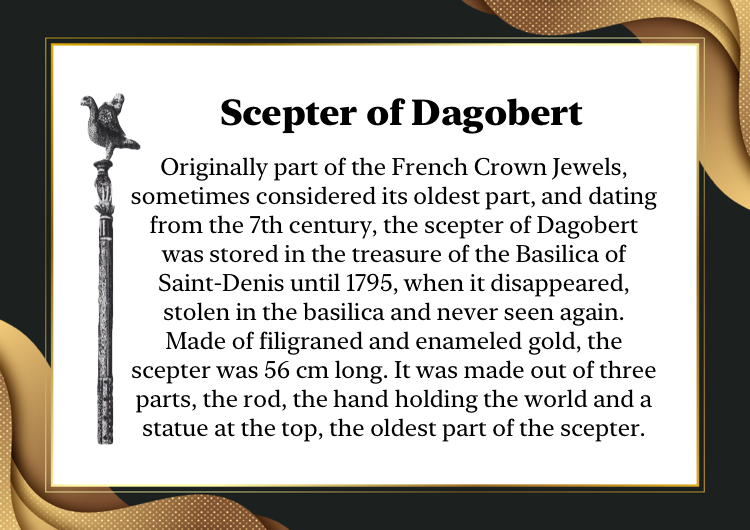 Scepter of Dagobert
Originally part of the French Crown Jewels,
sometimes considered its oldest part, and dating
from the 7th century, the scepter of Dagobert
was stored in the treasure of the Basilica of
Saint-Denis until 1795, when it disappeared,
stolen in the basilica and never seen again.
Made of filigraned and enameled gold, the
scepter was 56 cm long. It was made out of three
parts, the rod, the hand holding the world and a
statue at the top, the oldest part of the scepter.